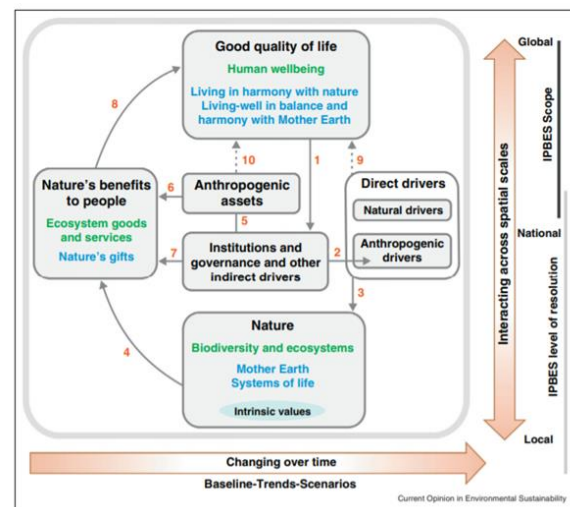 Good quality of life
Human wellbeing
Living in harmony with nature
Living-well in balance and
harmony with Mother Earth
8
10
1
9
Nature's benefits
to people
Ecosystem goods
and services
Nature's gifts
6
Anthropogenic
assets
5
7
Institutions and
governance and other
indirect drivers
2
Direct drivers
Natural drivers
Anthropogenic
drivers
3
4
Nature
Biodiversity and ecosystems
Mother Earth
Systems of life
Intrinsic values
Global
National
Local
Interacting across spatial scales
IPBES Scope
IPBES level of resolution
Changing over time
Baseline-Trends-Scenarios
Current Opinion in Environmental Sustainability